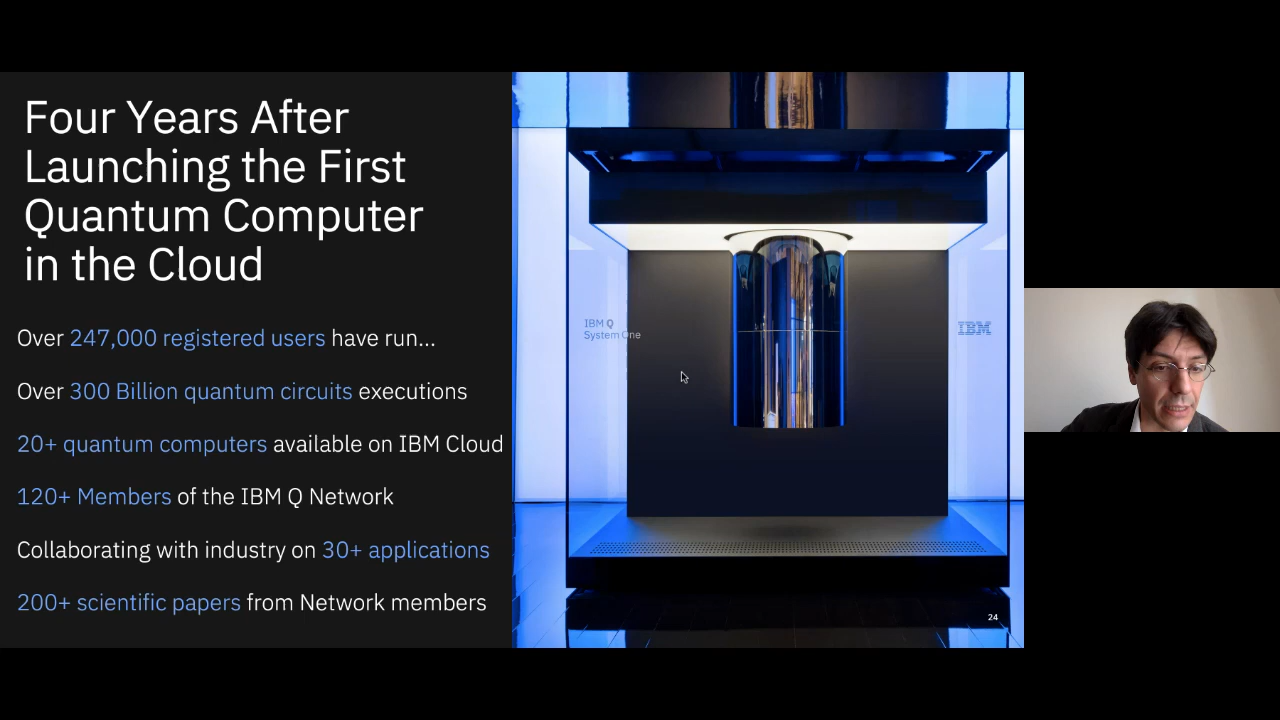 Four Years After
Launching the First
Quantum Computer
in the Cloud
Over 247,000 registered users have run...
Over 300 Billion quantum circuits executions
20+ quantum computers available on IBM Cloud
120+ Members of the IBM Q Network
Collaborating with industry on 30+ applications
200+ scientific papers from Network members
IBM Q
System One
IBM
24